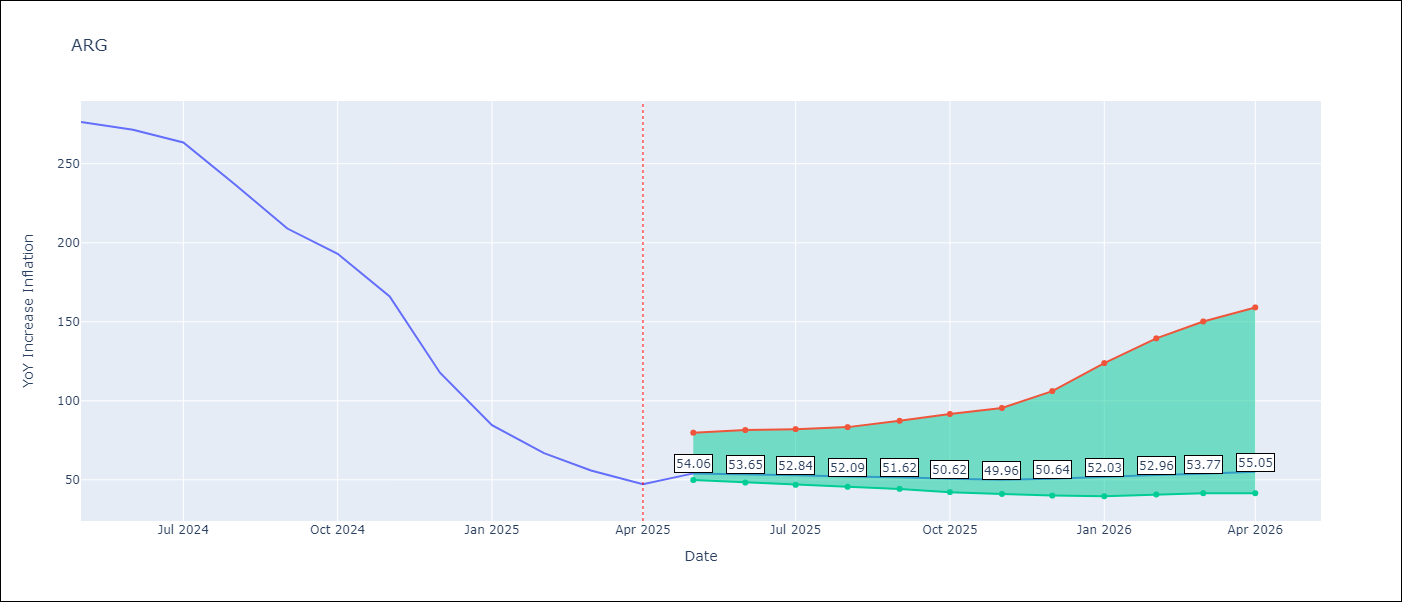 ARG
YoY Increase Inflation
250
200
150
100
50
54.06 53.65 52.84 52.09 51.62 50.62 49.96 50.64 52.03 52.96 53.77 55.05
Jul 2024 Oct 2024 Jan 2025 Apr 2025 Jul 2025 Oct 2025 Jan 2026 Apr 2026
Date